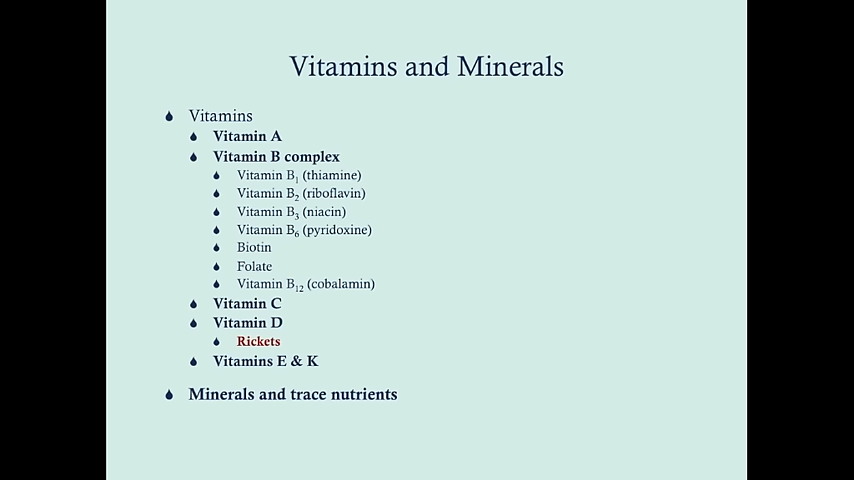 Vitamins and Minerals
Vitamins
Vitamin A
Vitamin B complex
Vitamin B₁ (thiamine)
Vitamin B₂ (riboflavin)
Vitamin B₃ (niacin)
Vitamin B₆ (pyridoxine)
Biotin
Folate
Vitamin B₁₂ (cobalamin)
Vitamin C
Vitamin D
Rickets
Vitamins E & K
Minerals and trace nutrients